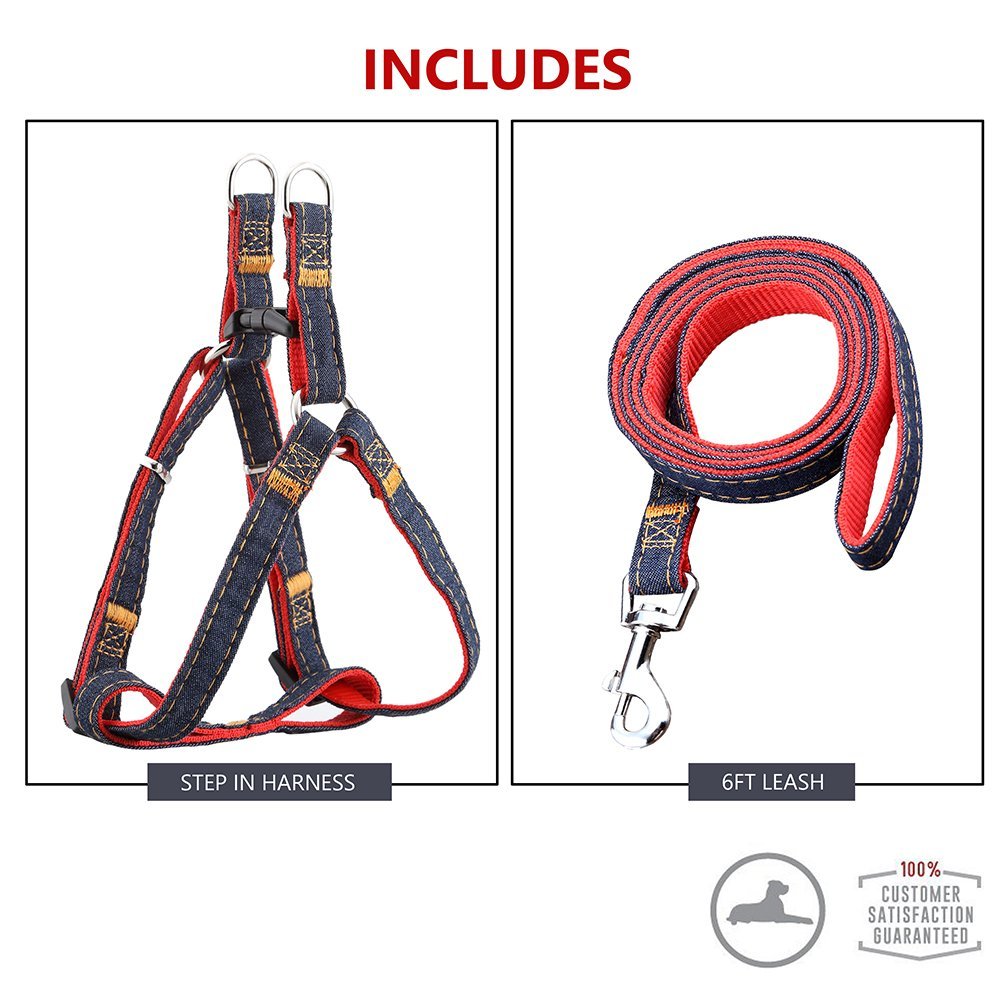 INCLUDES
STEP IN HARNESS
6FT LEASH
100%
CUSTOMER
SATISFACTION
GUARANTEED